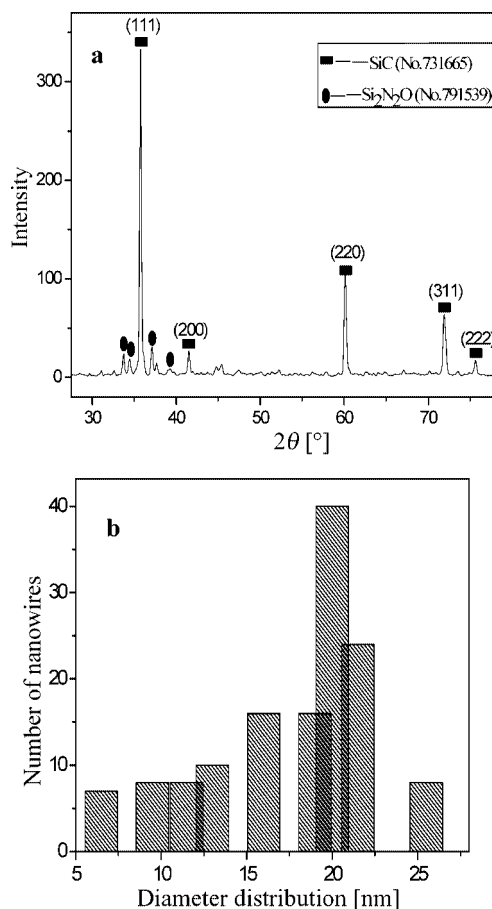 (111)
a
300
SiC (No.731665)
Si2N2O (No.791539)
200
Intensity
(220)
100
(311)
(200)
(222)
0
30 40 50 60 70
2θ [°]
40
b
30
Number of nanowires
20
10
0
5 10 15 20 25
Diameter distribution [nm]